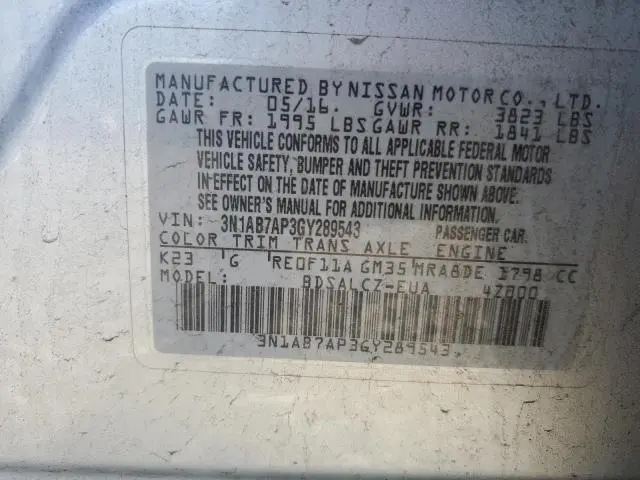 MANUFACTURED BY NISSAN MOTOR CO., LTD.
DATE: 05/16. GVWR: 3823 LBS
GAWR FR: 1995 LBS GAWR RR: 1841 LBS
THIS VEHICLE CONFORMS TO ALL APPLICABLE FEDERAL MOTOR
VEHICLE SAFETY, BUMPER AND THEFT PREVENTION STANDARDS
IN EFFECT ON THE DATE OF MANUFACTURE SHOWN ABOVE.
SEE OWNER'S MANUAL FOR ADDITIONAL INFORMATION.
VIN: 3N1AB7AP3GY289543 PASSENGER CAR.
COLOR TRIM TRANS AXLE ENGINE
K23 G RE0F11A GM35 MRA8DE 1798 CC
MODEL: BDSALCZ-EUA 42800
3N1AB7AP3GY289543